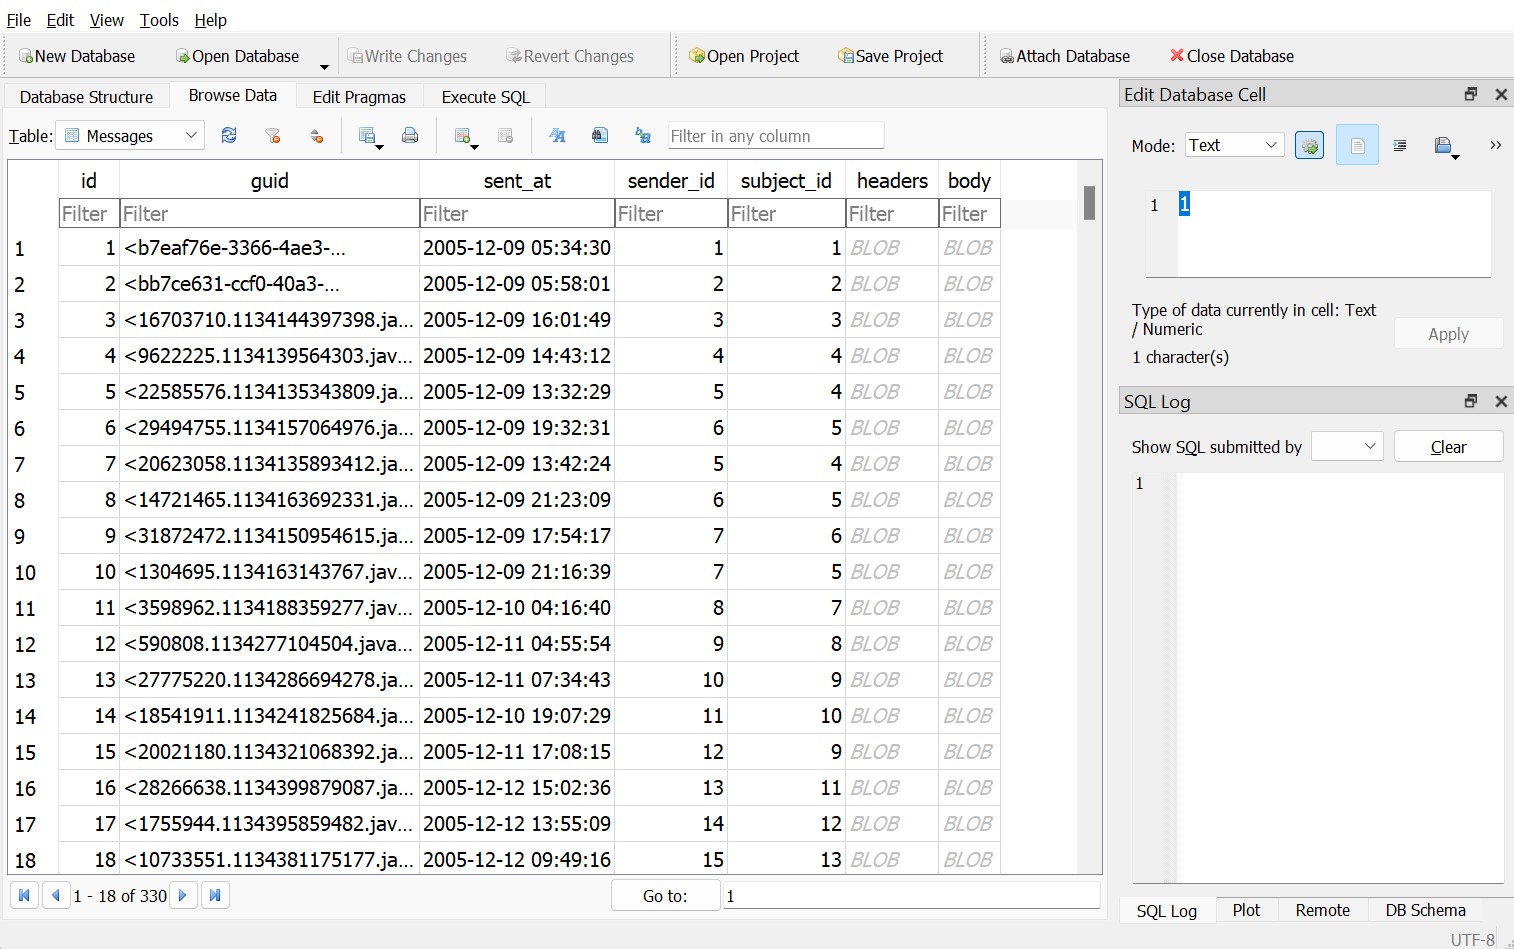 File Edit View Tools Help
New Database Open Database Write Changes Revert Changes Open Project Save Project Attach Database Close Database
Database Structure Browse Data Edit Pragmas Execute SQL
Table: Messages Filter in any column
id guid sent_at sender_id subject_id headers body
Filter Filter Filter Filter Filter Filter Filter
1 1 <b7eaf76e-3366-4ae3-... 2005-12-09 05:34:30 1 1 BLOB BLOB
2 2 <bb7ce631-ccf0-40a3-... 2005-12-09 05:58:01 2 2 BLOB BLOB
3 3 <16703710.1134144397398.ja... 2005-12-09 16:01:49 3 3 BLOB BLOB
4 4 <9622225.1134139564303.jav... 2005-12-09 14:43:12 4 4 BLOB BLOB
5 5 <22585576.1134135343809.ja... 2005-12-09 13:32:29 5 4 BLOB BLOB
6 6 <29494755.1134157064976.ja... 2005-12-09 19:32:31 6 5 BLOB BLOB
7 7 <20623058.1134135893412.ja... 2005-12-09 13:42:24 5 4 BLOB BLOB
8 8 <14721465.1134163692331.ja... 2005-12-09 21:23:09 6 5 BLOB BLOB
9 9 <31872472.1134150954615.ja... 2005-12-09 17:54:17 7 6 BLOB BLOB
10 10 <1304695.1134163143767.jav... 2005-12-09 21:16:39 7 5 BLOB BLOB
11 11 <3598962.1134188359277.jav... 2005-12-10 04:16:40 8 7 BLOB BLOB
12 12 <590808.1134277104504.java... 2005-12-11 04:55:54 9 8 BLOB BLOB
13 13 <27775220.1134286694278.ja... 2005-12-11 07:34:43 10 9 BLOB BLOB
14 14 <18541911.1134241825684.ja... 2005-12-10 19:07:29 11 10 BLOB BLOB
15 15 <20021180.1134321068392.ja... 2005-12-11 17:08:15 12 9 BLOB BLOB
16 16 <28266638.1134399879087.ja... 2005-12-12 15:02:36 13 11 BLOB BLOB
17 17 <1755944.1134395859482.jav... 2005-12-12 13:55:09 14 12 BLOB BLOB
18 18 <10733551.1134381175177.ja... 2005-12-12 09:49:16 15 13 BLOB BLOB
1 - 18 of 330 Go to: 1
Edit Database Cell
Mode: Text
1 1
Type of data currently in cell: Text
/ Numeric
1 character(s)
Apply
SQL Log
Show SQL submitted by Clear
1
SQL Log Plot Remote DB Schema
UTF-8